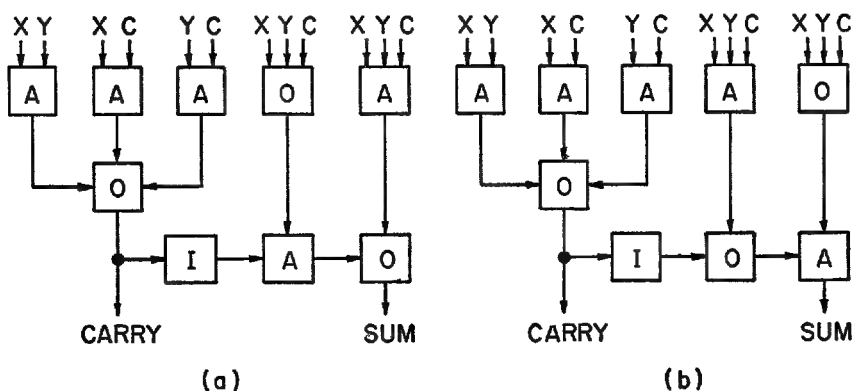 X Y X C Y C X Y C X Y C X Y X C Y C X Y C X Y C
A A A O A A A A A O
O O
I A O I O A
CARRY SUM CARRY SUM
(a) (b)